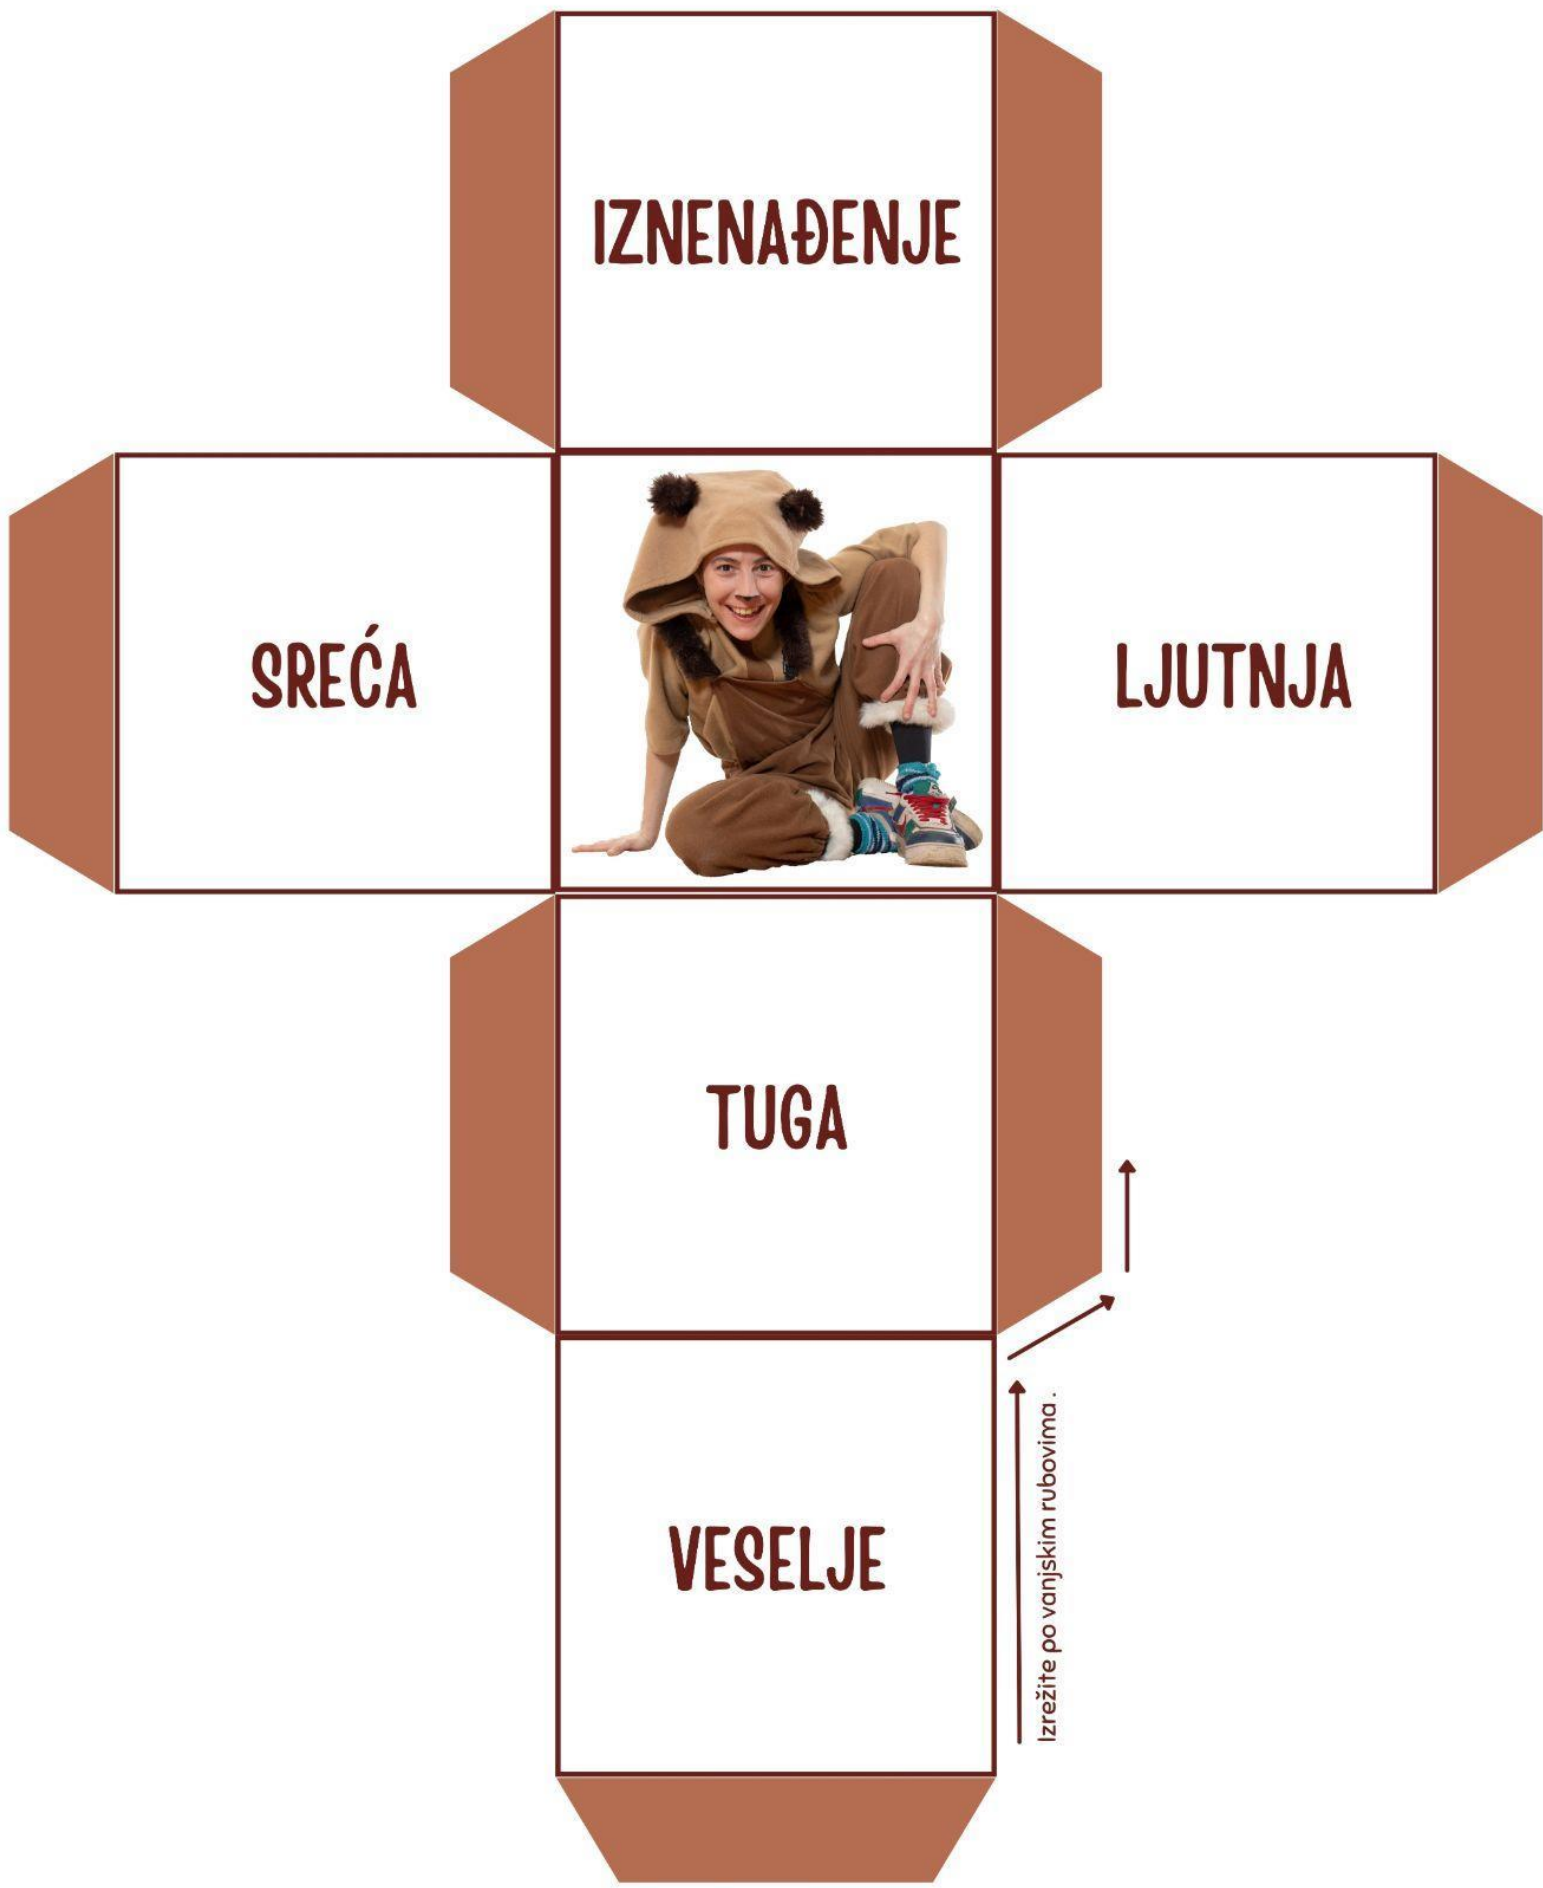 IZNENAĐENJE
SREĆA
LJUTNJA
TUGA
VESELJE
Izrežite po vanjskim rubovima .